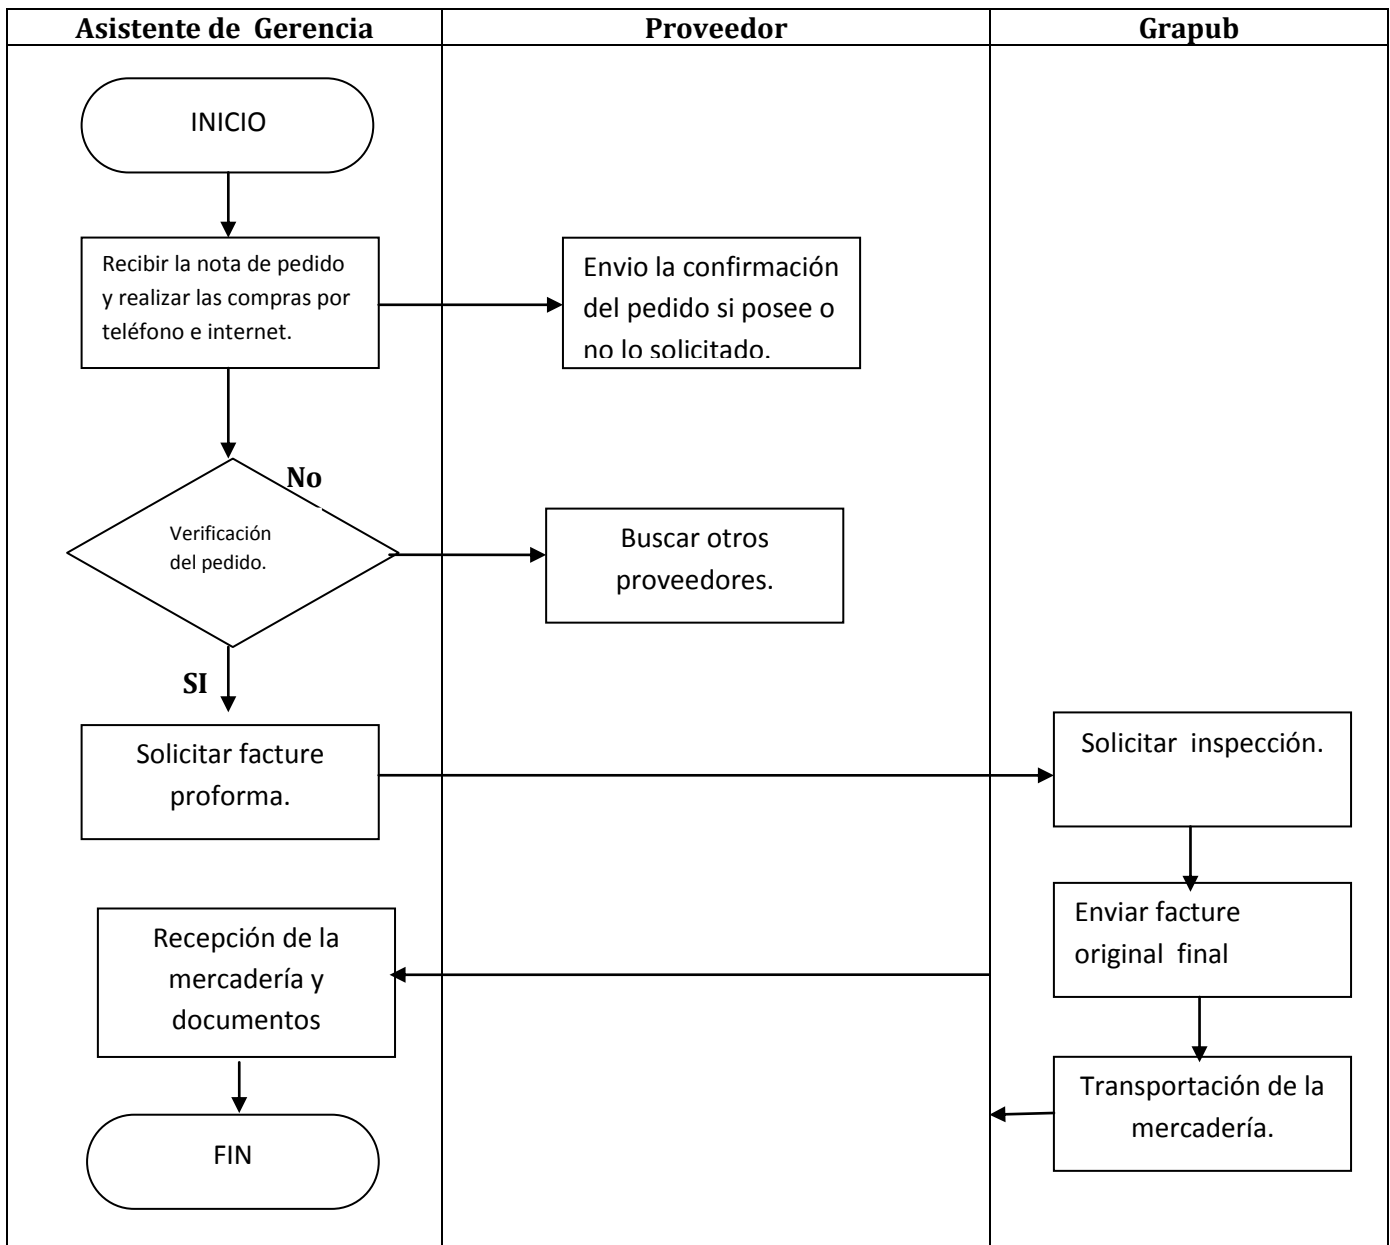 Asistente de Gerencia
Proveedor
Grapub
INICIO
Recibir la nota de pedido
y realizar las compras por
teléfono e internet.
Envio la confirmación
del pedido si posee o
no lo solicitado.
No
Verificación
del pedido.
Buscar otros
proveedores.
SI
Solicitar facture
proforma.
Solicitar inspección.
Enviar facture
original final
Recepción de la
mercadería y
documentos
Transportación de la
mercadería.
FIN